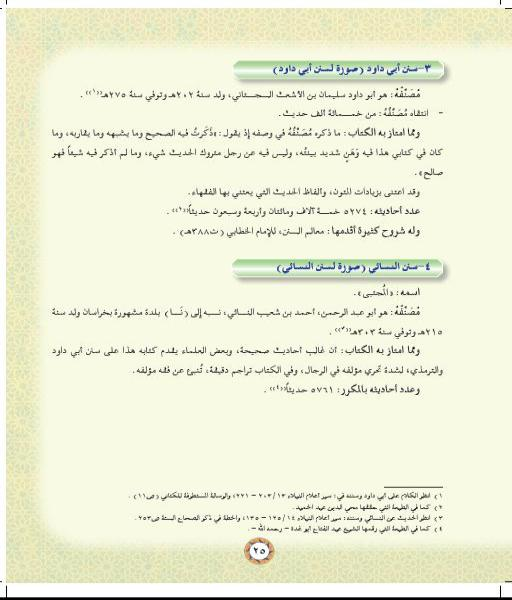 ٣-سنن أبي داود (صورة لسنن أبي داود)
مُصَنِّفُهُ: هو أبو داود سليمان بن الأشعث السجستاني، ولد سنة ٢٠٢هـ وتوفي سنة ٢٧٥هـ(١).
- انتقاه مُصَنِّفُهُ: من خمسمائة ألف حديث.
ومما امتاز به الكتاب: ما ذكره مُصَنِّفُهُ في وصفه إذ يقول: «ذَكَرتُ فيه الصحيح وما يشبهه وما يقاربه، وما
كان في كتابي هذا فيه وَهَنٍ شديد بينتُه، وليس فيه عن رجل متروك الحديث شيء، وما لم أذكر فيه شيئاً فهو
صالح».
وقد اعتنى بزيادات المتون، وألفاظ الحديث التي يعتني بها الفقهاء.
عدد أحاديثه: ٥٢٧٤ خمسة آلاف ومائتان وأربعة وسبعون حديثاً(٢).
وله شروح كثيرة أقدمها: معالم السنن، للإمام الخطابي (ت٣٨٨هـ).
٤-سنن النسائي (صورة لسنن النسائي)
اسمه: «المُجتبى».
مُصَنِّفُهُ: هو أبو عبد الرحمن، أحمد بن شعيب النسائي، نسبه إلى (نَسَا) بلدة مشهورة بخراسان ولد سنة
٢١٥هـ وتوفي سنة ٣٠٣هـ(٣).
ومما امتاز به الكتاب: أن غالب أحاديث صحيحة، وبعض العلماء يقدم كتابه هذا على سنن أبي داود
والترمذي، لشدة تحري مؤلفه في الرجال، وفي الكتاب تراجم دقيقة، تُنبئ عن فقه مؤلفه.
وعدد أحاديثه بالمكرر: ٥٧٦١ حديثاً(٤).
١) انظر الكلام على أبي داود وسننه في: سير أعلام النبلاء ١٣/ ٢٠٣ – ٢٢١، والرسالة المستطرفة للكتاني (ص١١).
٢) كما في الطبعة التي حققها محيي الدين عبد الحميد.
٣) انظر الحديث عن النسائي وسننه: سير أعلام النبلاء ١٤/ ١٢٥ – ١٣٥، والحطة في ذكر الصحاح الستة ص٢٥٣.
٤) كما في الطبعة التي رقمها الشيخ عبد الفتاح أبو غدة – رحمه الله –.
٢٥